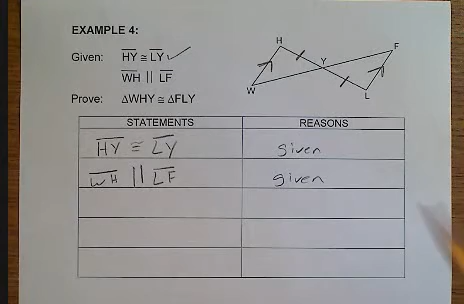 EXAMPLE 4:
Given: HY ≅ LY ✓
WH || LF
Prove: ΔWHY ≅ ΔFLY
H
F
Y
W
L
STATEMENTS REASONS
HY ≅ LY given
WH || LF given